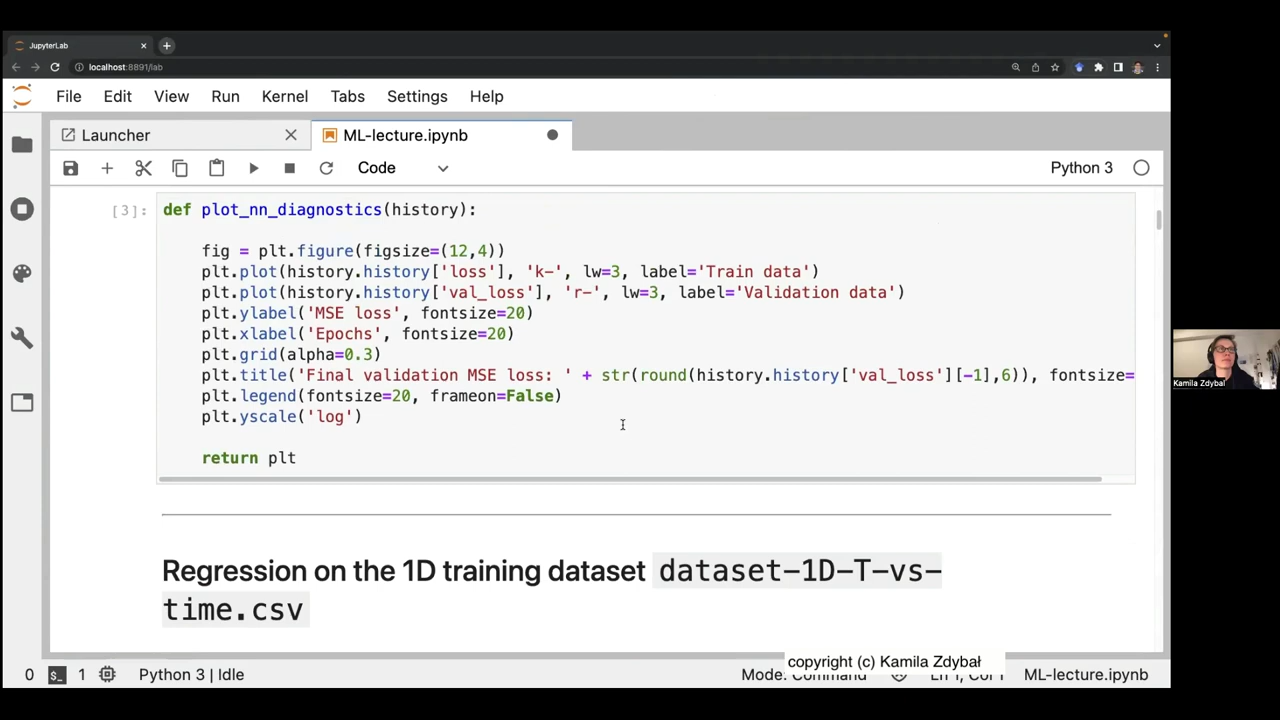 JupyterLab
localhost:8891/lab
File Edit View Run Kernel Tabs Settings Help
Launcher ML-lecture.ipynb
Code Python 3
[3]: def plot_nn_diagnostics(history):
fig = plt.figure(figsize=(12,4))
plt.plot(history.history['loss'], 'k-', lw=3, label='Train data')
plt.plot(history.history['val_loss'], 'r-', lw=3, label='Validation data')
plt.ylabel('MSE loss', fontsize=20)
plt.xlabel('Epochs', fontsize=20)
plt.grid(alpha=0.3)
plt.title('Final validation MSE loss: ' + str(round(history.history['val_loss'][-1],6)), fontsize=
plt.legend(fontsize=20, frameon=False)
plt.yscale('log')
return plt
Kamila Zdybal
Regression on the 1D training dataset dataset-1D-T-vs-
time.csv
copyright (c) Kamila Zdybał
0 1 Python 3 | Idle Mode: Command Ln 1, Col 1 ML-lecture.ipynb